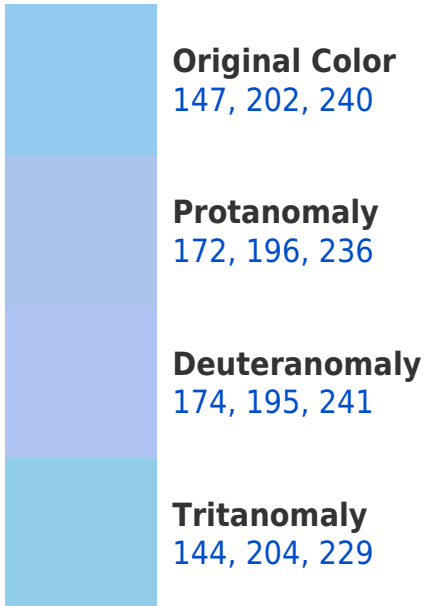 Original Color
147, 202, 240
Protanomaly
172, 196, 236
Deuteranomaly
174, 195, 241
Tritanomaly
144, 204, 229